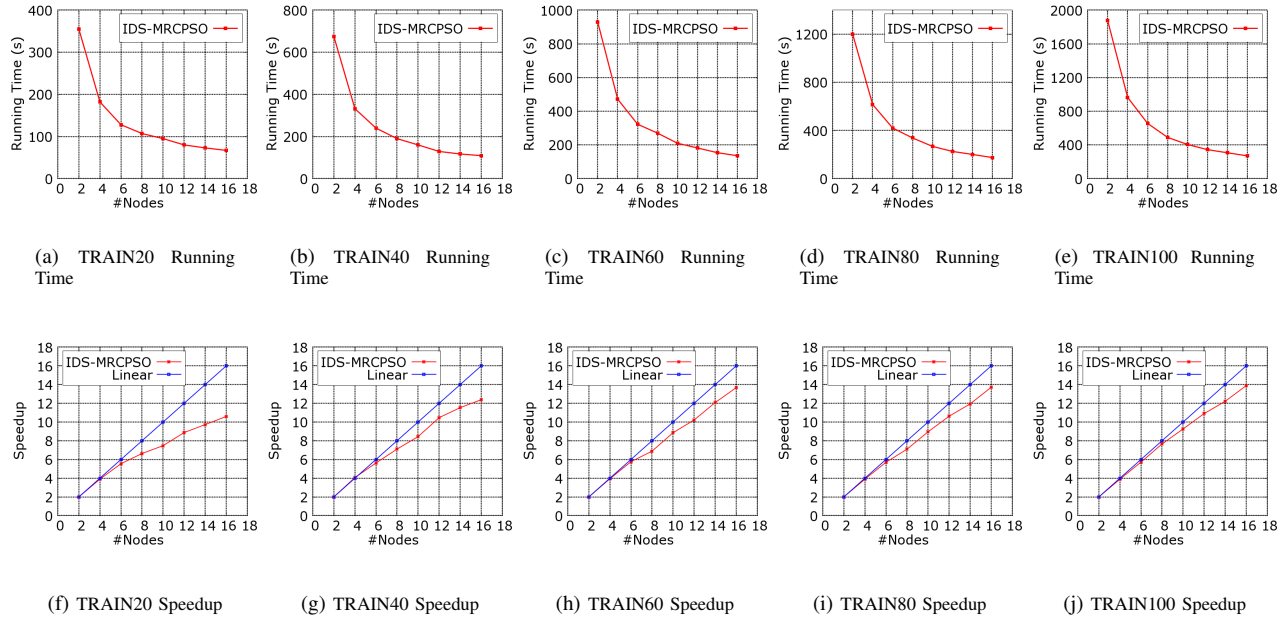 400
300
200
100
0
Running Time (s)
IDS-MRCPSO
0 2 4 6 8 10 12 14 16 18
#Nodes
(a) TRAIN20 Running
Time
800
600
400
200
0
Running Time (s)
IDS-MRCPSO
0 2 4 6 8 10 12 14 16 18
#Nodes
(b) TRAIN40 Running
Time
1000
800
600
400
200
0
Running Time (s)
IDS-MRCPSO
0 2 4 6 8 10 12 14 16 18
#Nodes
(c) TRAIN60 Running
Time
1200
800
400
0
Running Time (s)
IDS-MRCPSO
0 2 4 6 8 10 12 14 16 18
#Nodes
(d) TRAIN80 Running
Time
2000
1600
1200
800
400
0
Running Time (s)
IDS-MRCPSO
0 2 4 6 8 10 12 14 16 18
#Nodes
(e) TRAIN100 Running
Time
18
16
14
12
10
8
6
4
2
0
Speedup
IDS-MRCPSO
Linear
0 2 4 6 8 10 12 14 16 18
#Nodes
(f) TRAIN20 Speedup
18
16
14
12
10
8
6
4
2
0
Speedup
IDS-MRCPSO
Linear
0 2 4 6 8 10 12 14 16 18
#Nodes
(g) TRAIN40 Speedup
18
16
14
12
10
8
6
4
2
0
Speedup
IDS-MRCPSO
Linear
0 2 4 6 8 10 12 14 16 18
#Nodes
(h) TRAIN60 Speedup
18
16
14
12
10
8
6
4
2
0
Speedup
IDS-MRCPSO
Linear
0 2 4 6 8 10 12 14 16 18
#Nodes
(i) TRAIN80 Speedup
18
16
14
12
10
8
6
4
2
0
Speedup
IDS-MRCPSO
Linear
0 2 4 6 8 10 12 14 16 18
#Nodes
(j) TRAIN100 Speedup